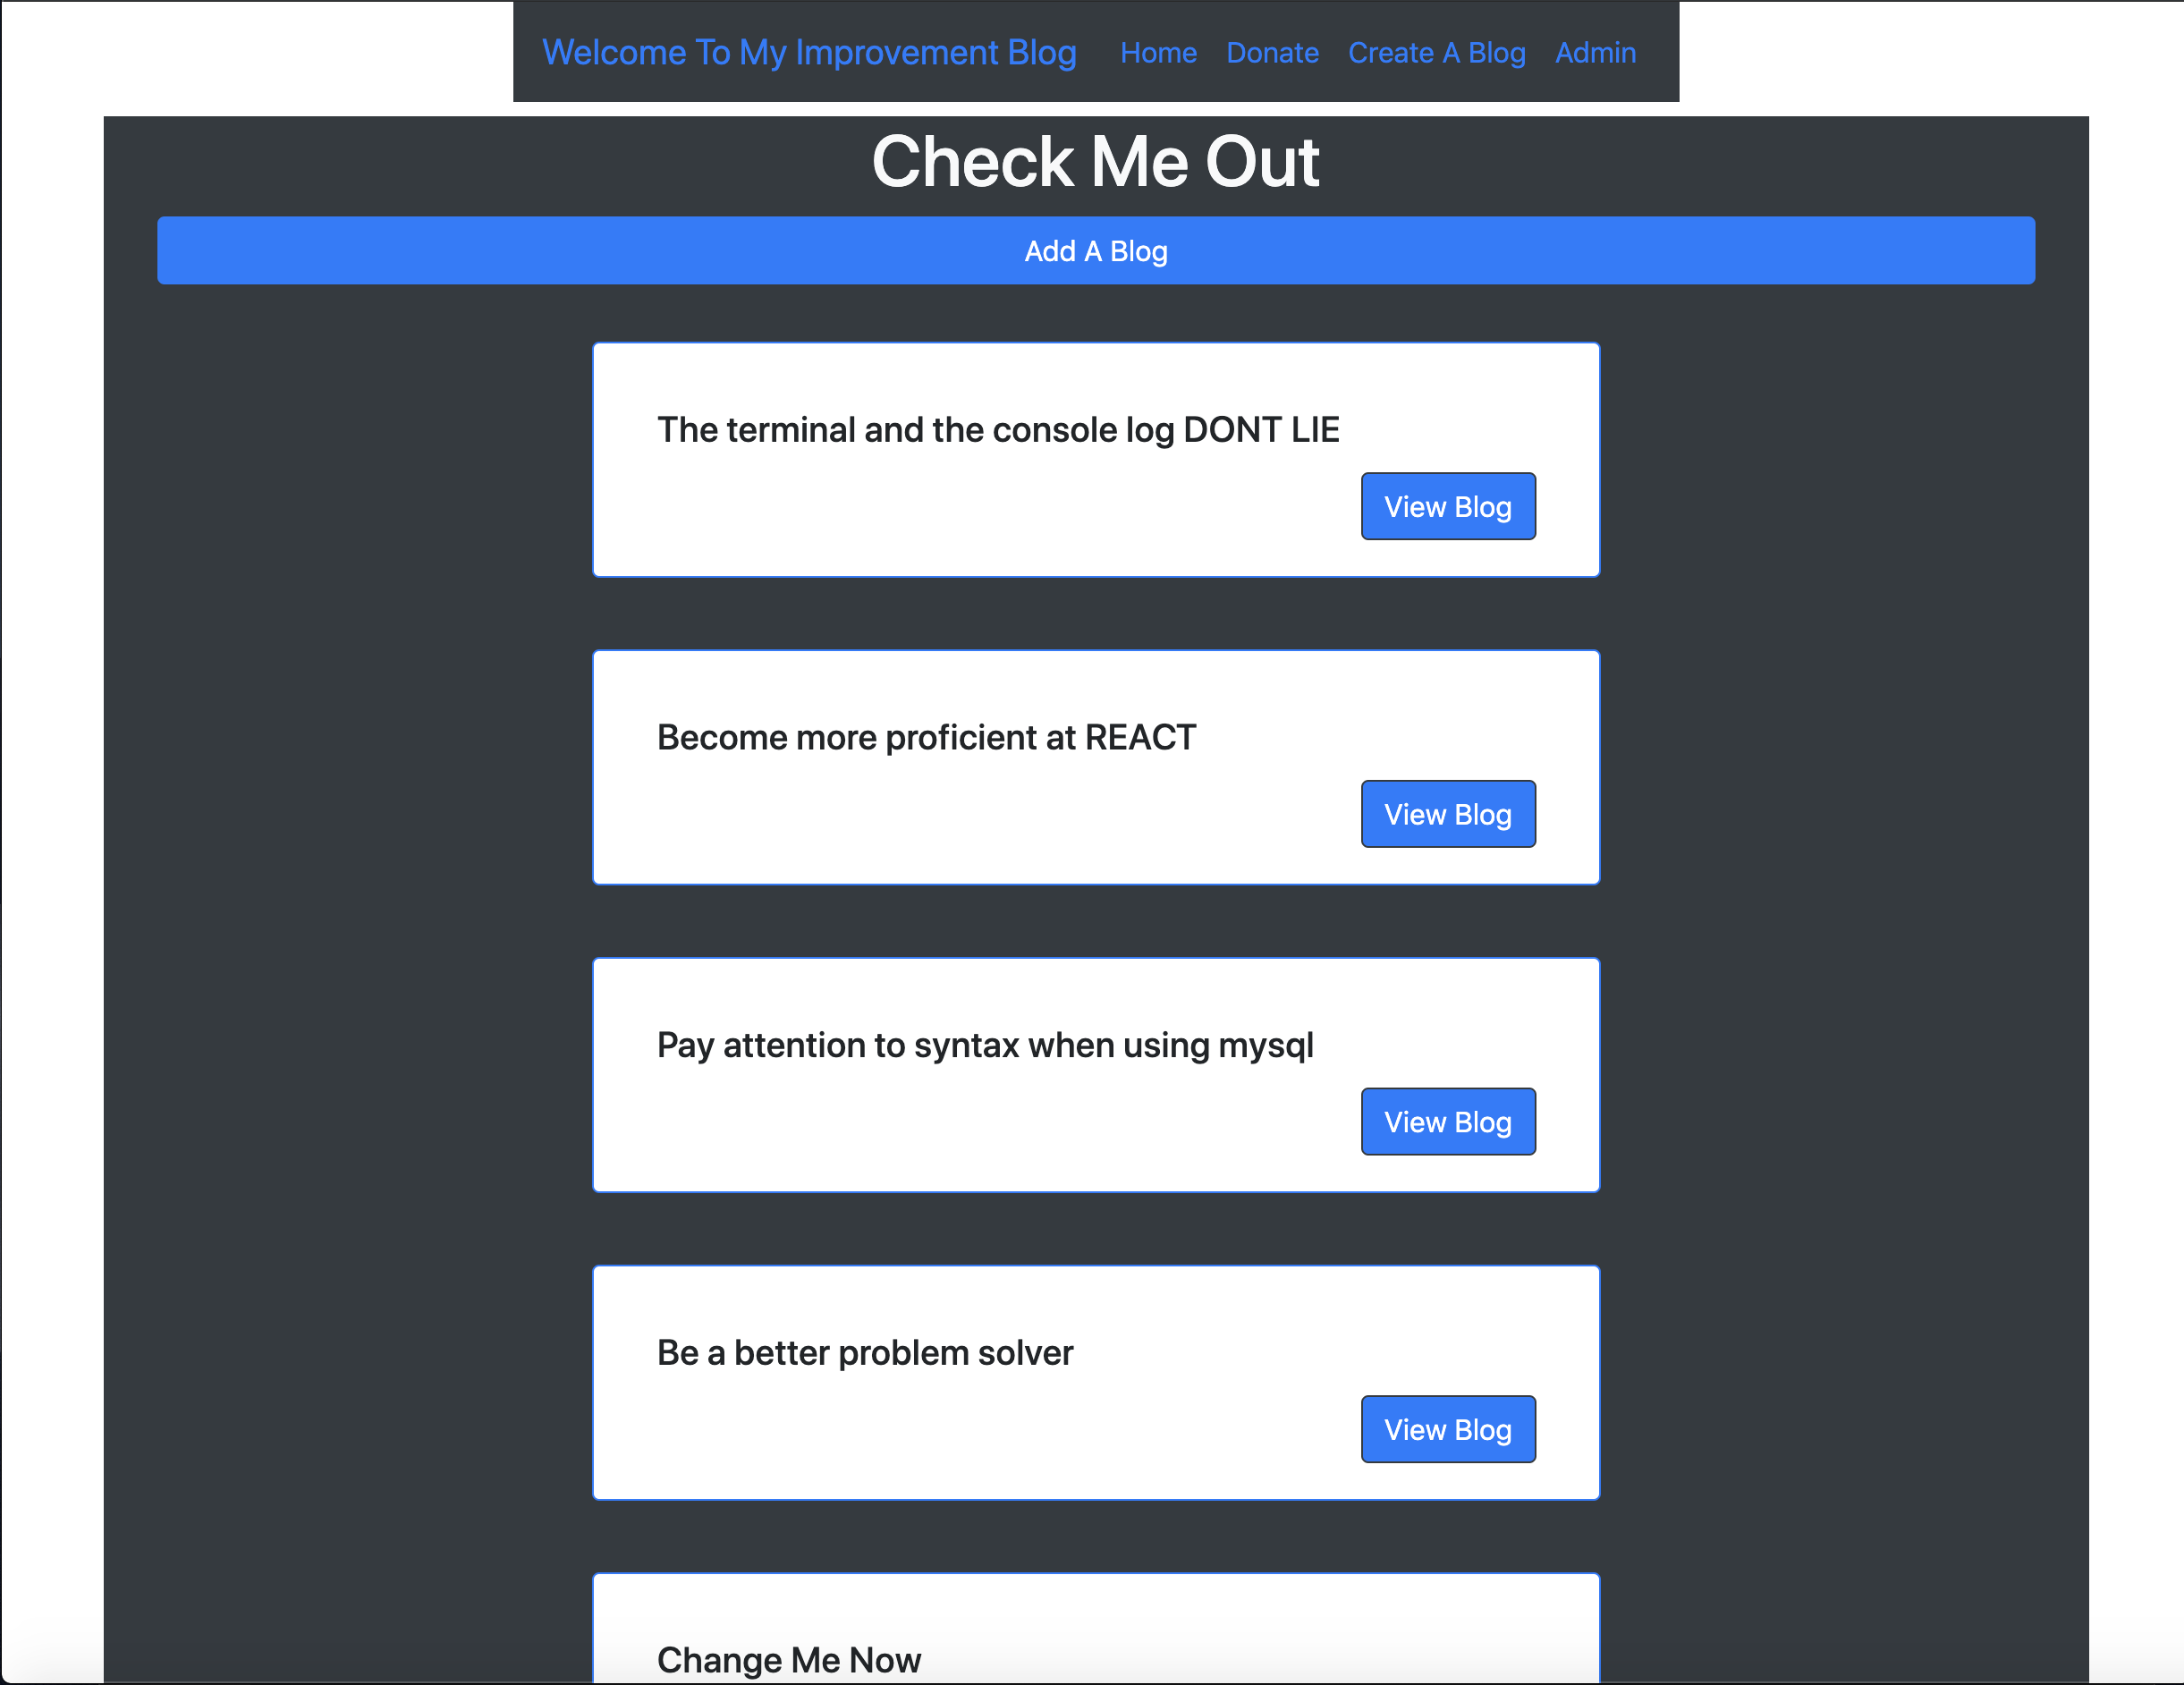 Welcome To My Improvement Blog Home Donate Create A Blog Admin
Check Me Out
Add A Blog
The terminal and the console log DONT LIE
View Blog
Become more proficient at REACT
View Blog
Pay attention to syntax when using mysql
View Blog
Be a better problem solver
View Blog
Change Me Now